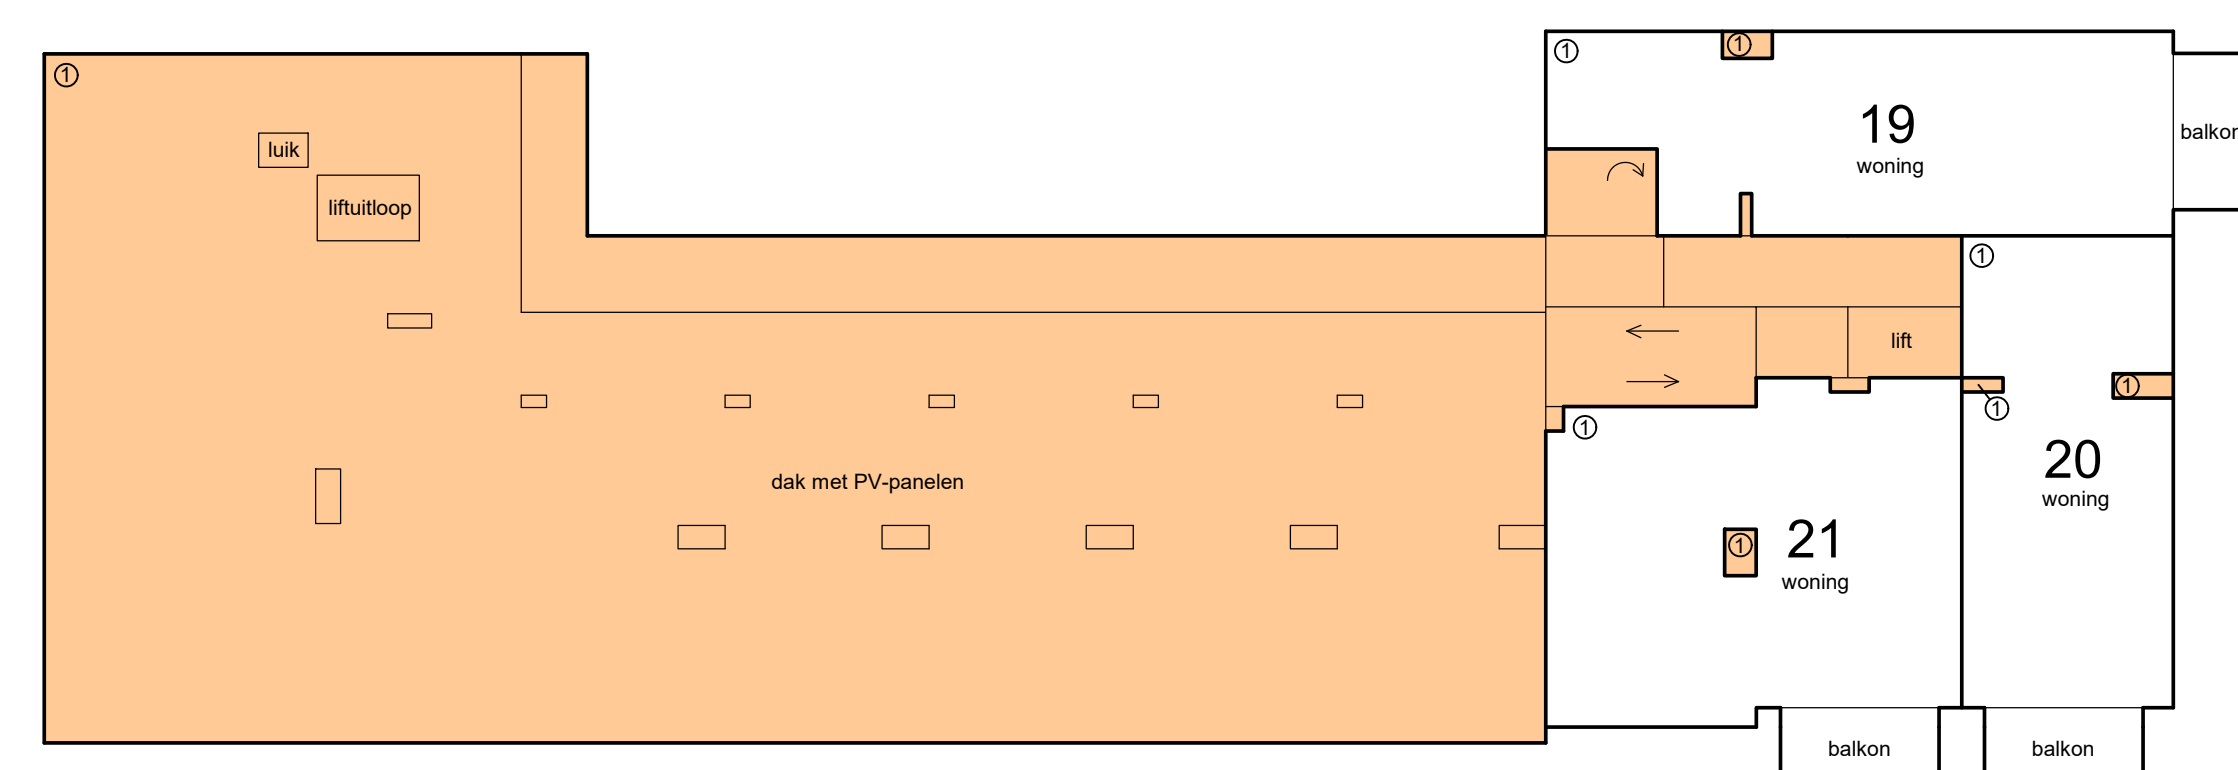 ①
①
①
luik
liftuitloop
19
woning
balkon
①
lift
①
①
①
dak met PV-panelen
20
woning
①
21
woning
balkon
balkon